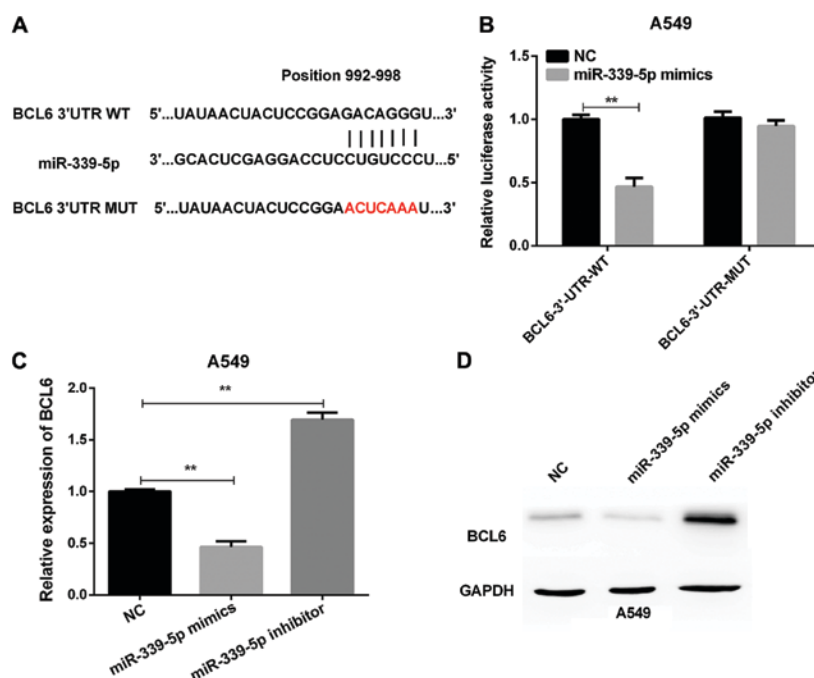 A
Position 992-998
BCL6 3'UTR WT 5'...UAUAACUACUCCGGAGACAGGGU...3'
miR-339-5p 3'...GCACUCGAGGACCUCCUGUCCCU...5'
BCL6 3'UTR MUT 5'...UAUAACUACUCCGGAACUCAAAU...3'
B
A549
NC
miR-339-5p mimics
Relative luciferase activity
1.5
1.0
0.5
0.0
**
BCL6-3'-UTR-WT
BCL6-3'-UTR-MUT
C
A549
Relative expression of BCL6
2.0
1.5
1.0
0.5
0.0
**
**
NC
miR-339-5p mimics
miR-339-5p inhibitor
D
NC
miR-339-5p mimics
miR-339-5p inhibitor
BCL6
GAPDH
A549